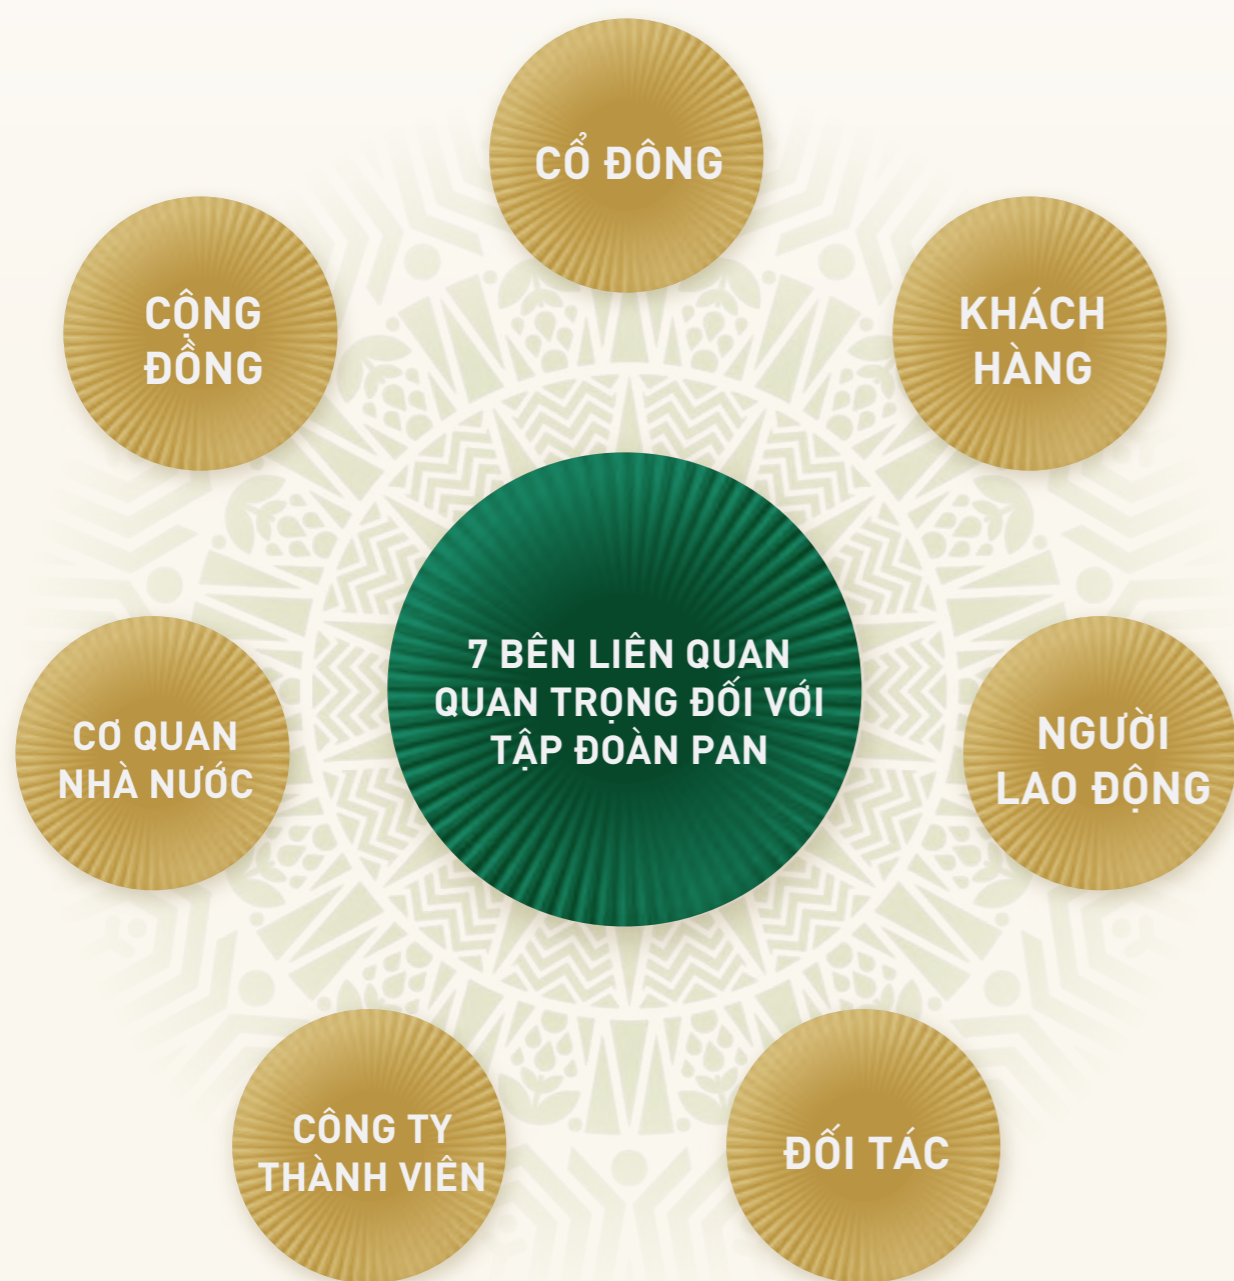 CỔ ĐÔNG
CỘNG
ĐỒNG
KHÁCH
HÀNG
7 BÊN LIÊN QUAN
QUAN TRỌNG ĐỐI VỚI
TẬP ĐOÀN PAN
CƠ QUAN
NHÀ NƯỚC
NGƯỜI
LAO ĐỘNG
CÔNG TY
THÀNH VIÊN
ĐỐI TÁC